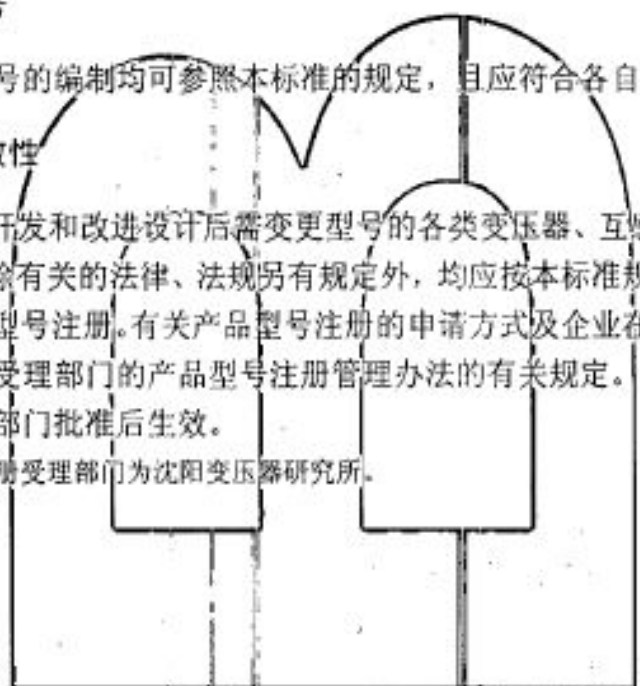 号的编制均可参照本标准的规定，且应符合各自
性
开发和改进设计后需变更型号的各类变压器、互
除有关的法律、法规另有规定外，均应按本标准规
型号注册。有关产品型号注册的申请方式及企业在
受理部门的产品型号注册管理办法的有关规定。
部门批准后生效。
册受理部门为沈阳变压器研究所。